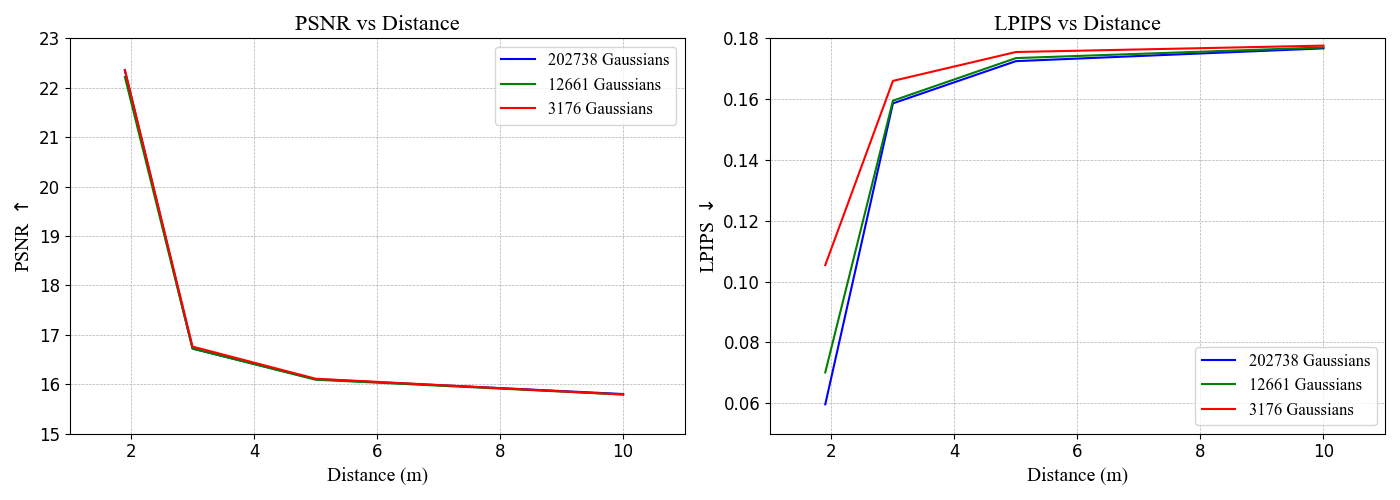 PSNR vs Distance
23
22
21
20
19
18
17
16
15
PSNR ↑
202738 Gaussians
12661 Gaussians
3176 Gaussians
2 4 6 8 10
Distance (m)
LPIPS vs Distance
0.18
0.16
0.14
0.12
0.10
0.08
0.06
LPIPS ↓
202738 Gaussians
12661 Gaussians
3176 Gaussians
2 4 6 8 10
Distance (m)